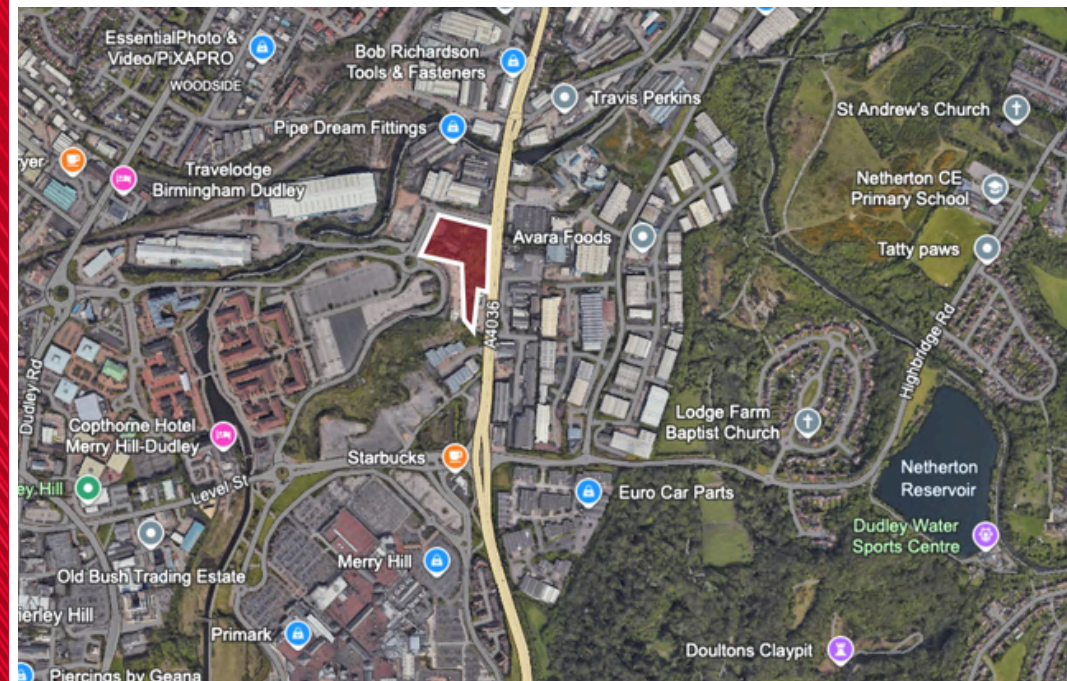 EssentialPhoto &
Video/PiXAPRO
WOODSIDE
Bob Richardson
Tools & Fasteners
Travis Perkins
St Andrew's Church
Pipe Dream Fittings
yer
Travelodge
Birmingham Dudley
Netherton CE
Primary School
Avara Foods
Tatty paws
A4036
Highbridge Rd
Dudley Rd
Copthorne Hotel
Merry Hill-Dudley
Lodge Farm
Baptist Church
Starbucks
Netherton
Reservoir
ey Hill
Level St
Euro Car Parts
Dudley Water
Sports Centre
Old Bush Trading Estate
Merry Hill
ierley Hill
Primark
Doultons Claypit
Piercings by Geana